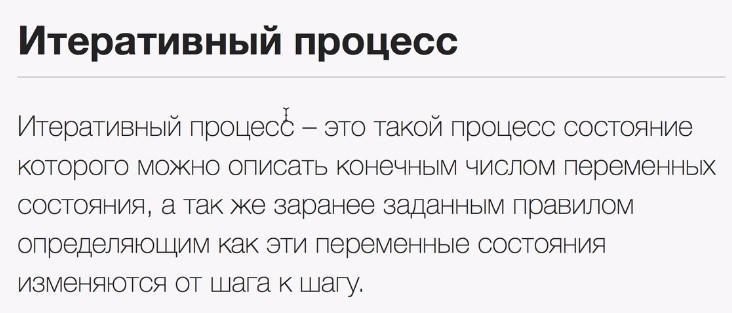 Итеративный процесс
Итеративный процесс – это такой процесс состояние
которого можно описать конечным числом переменных
состояния, а так же заранее заданным правилом
определяющим как эти переменные состояния
изменяются от шага к шагу.